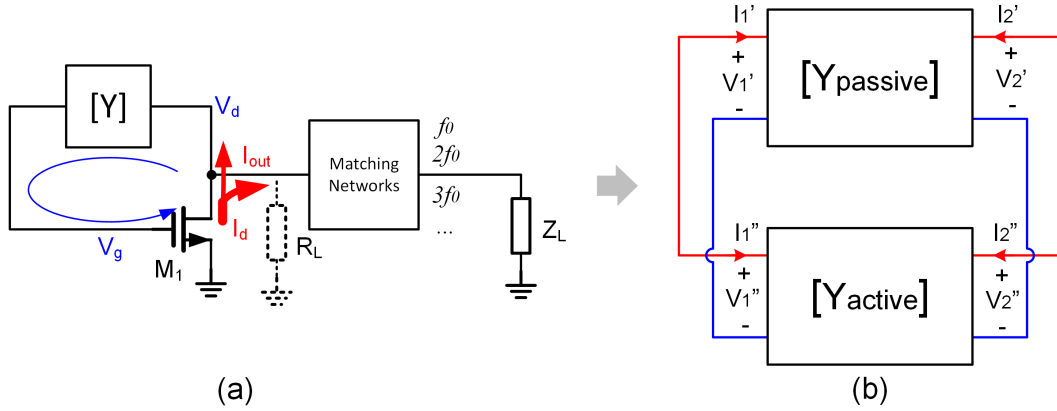 [Y]
Vd
Iout
Id
Vg
M1
RL
Matching
Networks
f0
2f0
3f0
...
ZL
(a)
I1'
+
V1'
-
[Ypassive]
I2'
+
V2'
-
I1"
+
V1"
-
[Yactive]
I2"
+
V2"
-
(b)